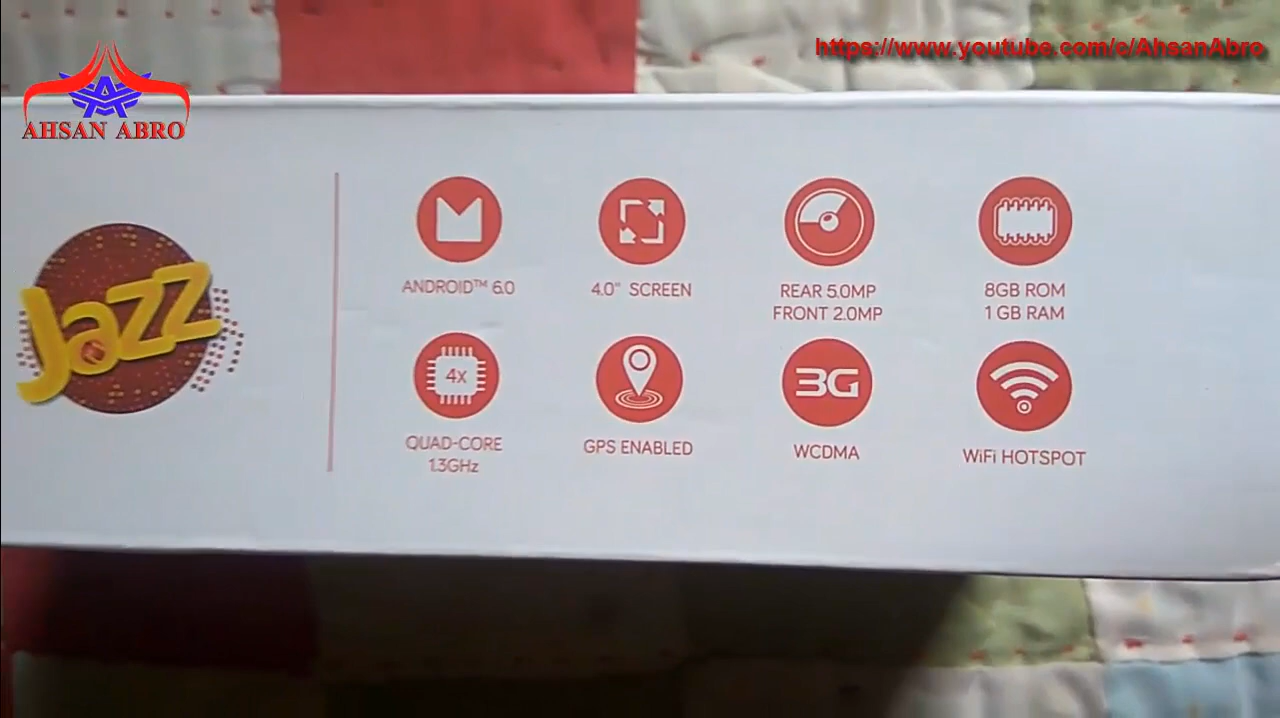 https://www.youtube.com/c/AhsanAbro
AHSAN ABRO
Jazz
ANDROID™ 6.0
4.0" SCREEN
REAR 5.0MP
FRONT 2.0MP
8GB ROM
1 GB RAM
4x
QUAD-CORE
1.3GHz
GPS ENABLED
3G
WCDMA
WiFi HOTSPOT